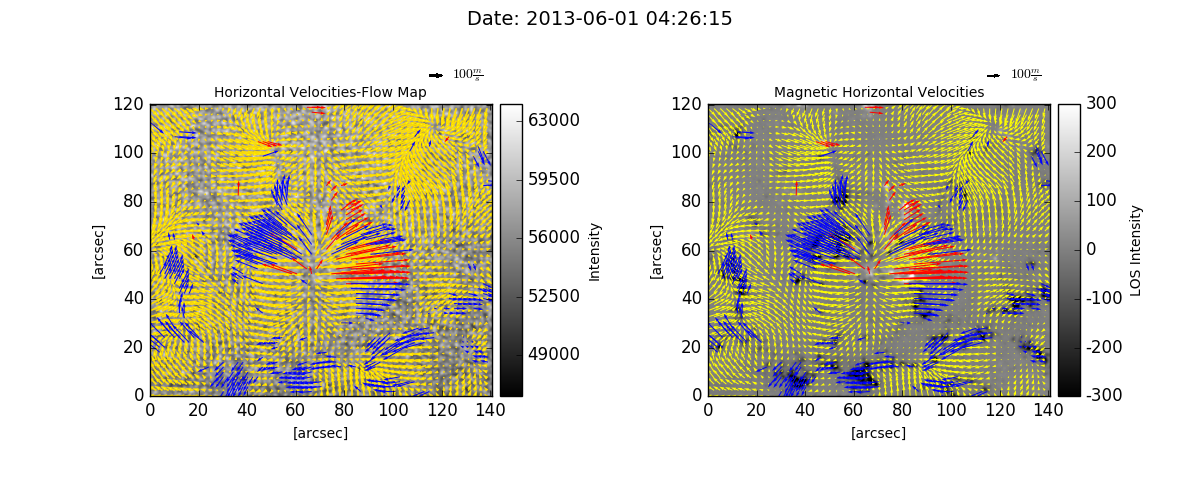 Date: 2013-06-01 04:26:15
100 m/s
100 m/s
Horizontal Velocities-Flow Map
Magnetic Horizontal Velocities
120
100
80
60
40
20
0
0 20 40 60 80 100 120 140
[arcsec]
[arcsec]
63000
59500
56000
52500
49000
Intensity
120
100
80
60
40
20
0
0 20 40 60 80 100 120 140
[arcsec]
[arcsec]
300
200
100
0
-100
-200
-300
LOS Intensity